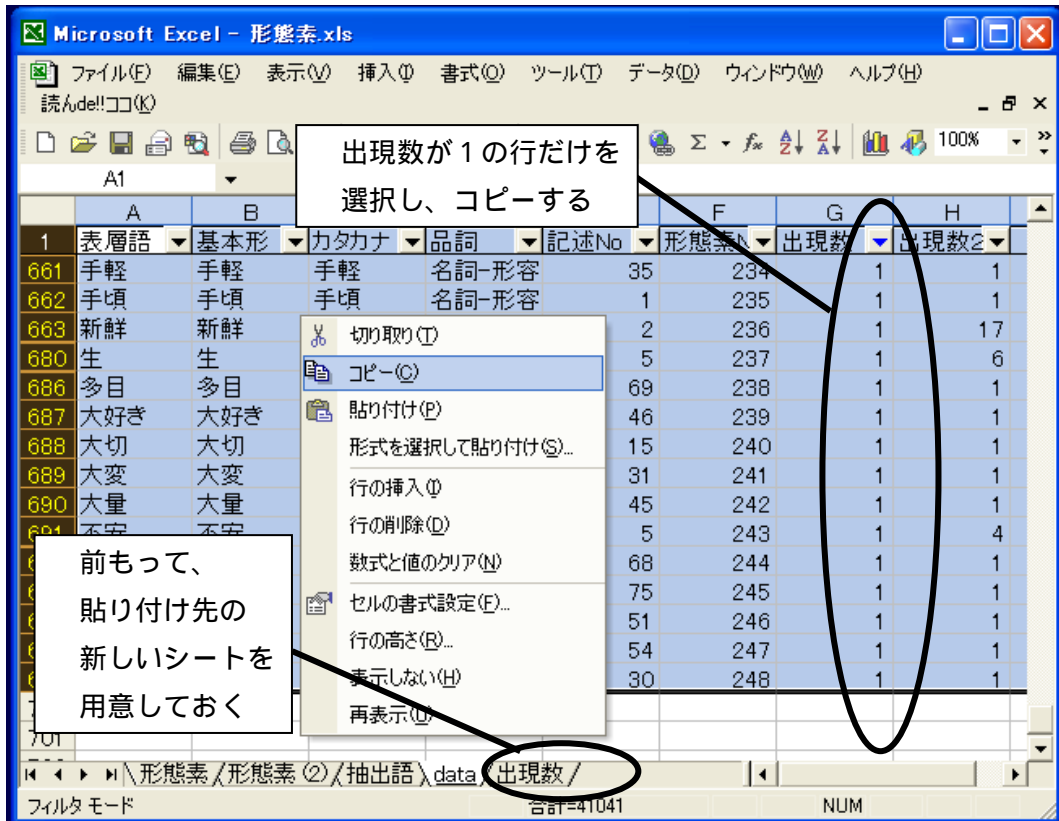 Microsoft Excel - 形態素.xls
ファイル(F) 編集(E) 表示(V) 挿入(I) 書式(O) ツール(T) データ(D) ウィンドウ(W) ヘルプ(H)
読んde!!ココ(K)
100%
出現数が１の行だけを
選択し、コピーする
A1
A B F G H
1 表層語 基本形 カタカナ 品詞 記述No 形態素N 出現数 出現数2
661 手軽 手軽 手軽 名詞-形容 35 234 1 1
662 手頃 手頃 手頃 名詞-形容 1 235 1 1
663 新鮮 新鮮 2 236 1 17
680 生 生 5 237 1 6
686 多目 多目 69 238 1 1
687 大好き 大好き 46 239 1 1
688 大切 大切 15 240 1 1
689 大変 大変 31 241 1 1
690 大量 大量 45 242 1 1
691 不安 不安 5 243 1 4
68 244 1 1
75 245 1 1
51 246 1 1
54 247 1 1
30 248 1 1
701
切り取り(T)
コピー(C)
貼り付け(P)
形式を選択して貼り付け(S)...
行の挿入(I)
行の削除(D)
数式と値のクリア(N)
セルの書式設定(F)...
行の高さ(R)...
表示しない(H)
再表示(U)
前もって、
貼り付け先の
新しいシートを
用意しておく
形態素 形態素 (2) 抽出語 data 出現数
フィルタ モード 合計=41041 NUM